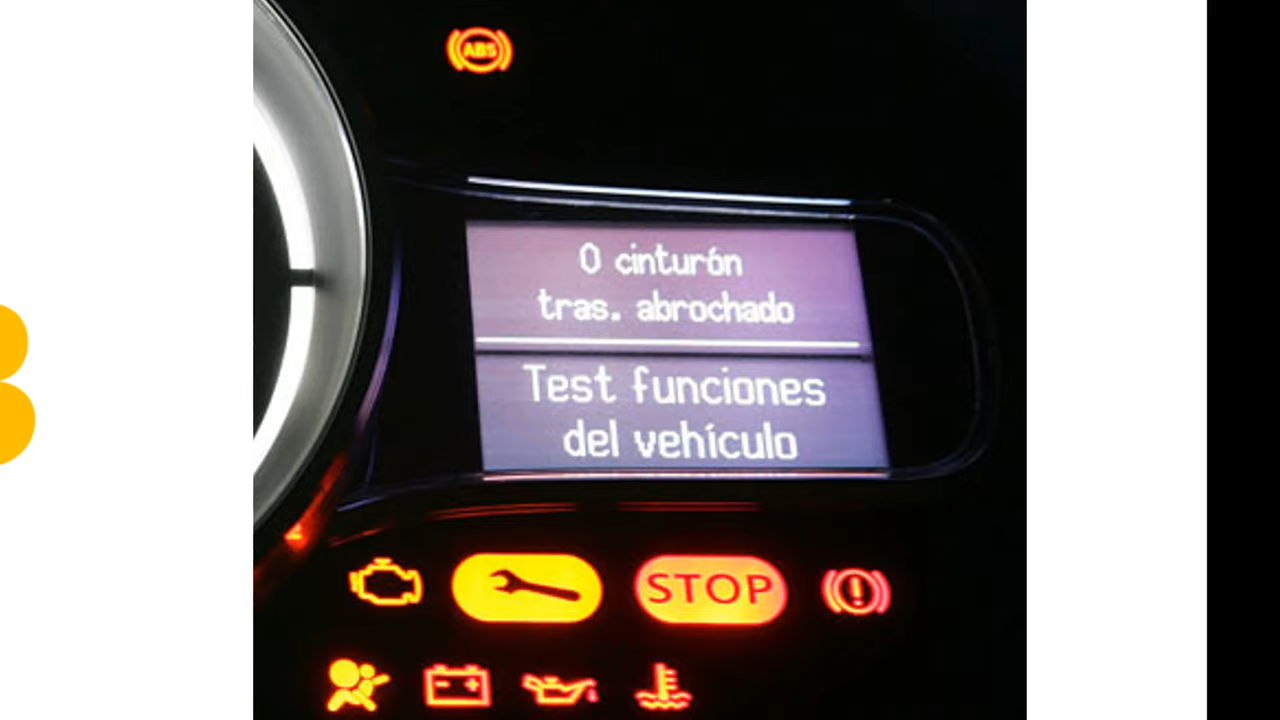 ABS
0 cinturón
tras. abrochado
Test funciones
del vehículo
STOP